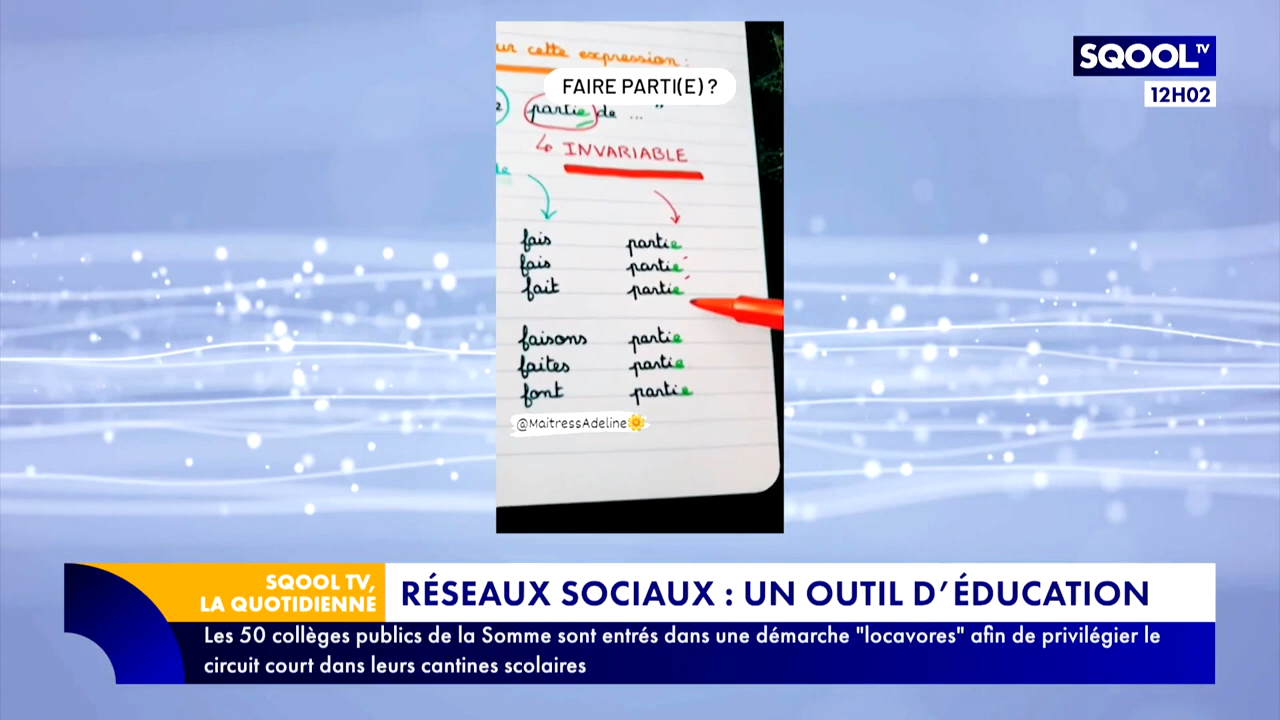 SQOOL TV
12H02
ur cette expression :
FAIRE PARTI(E) ?
partie de ... "
↳ INVARIABLE
fais partie
fais partie
fait partie
faisons partie
faites partie
font partie
@MaitressAdeline
SQOOL TV,
LA QUOTIDIENNE
RÉSEAUX SOCIAUX : UN OUTIL D'ÉDUCATION
Les 50 collèges publics de la Somme sont entrés dans une démarche "locavores" afin de privilégier le
circuit court dans leurs cantines scolaires